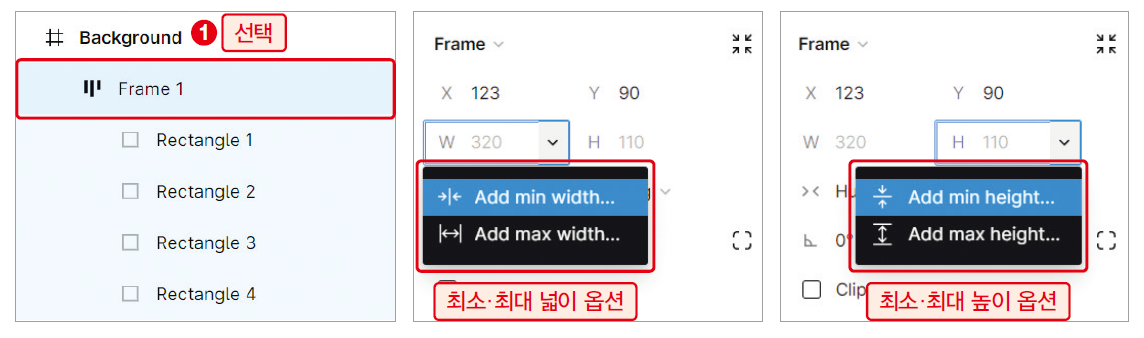 Background 1 선택
Frame 1
Rectangle 1
Rectangle 2
Rectangle 3
Rectangle 4
Frame
X 123 Y 90
W 320 H 110
g
Add min width...
Add max width...
최소·최대 넓이 옵션
Frame
X 123 Y 90
W 320 H 110
Hu
Add min height...
0°
Add max height...
Clip
최소·최대 높이 옵션